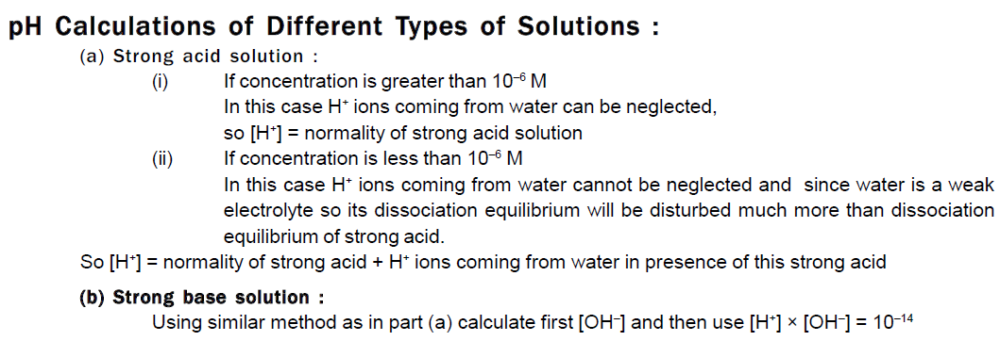 pH Calculations of Different Types of Solutions :
(a) Strong acid solution :
(i) If concentration is greater than 10⁻⁶ M
In this case H⁺ ions coming from water can be neglected,
so [H⁺] = normality of strong acid solution
(ii) If concentration is less than 10⁻⁶ M
In this case H⁺ ions coming from water cannot be neglected and since water is a weak
electrolyte so its dissociation equilibrium will be disturbed much more than dissociation
equilibrium of strong acid.
So [H⁺] = normality of strong acid + H⁺ ions coming from water in presence of this strong acid
(b) Strong base solution :
Using similar method as in part (a) calculate first [OH⁻] and then use [H⁺] × [OH⁻] = 10⁻¹⁴